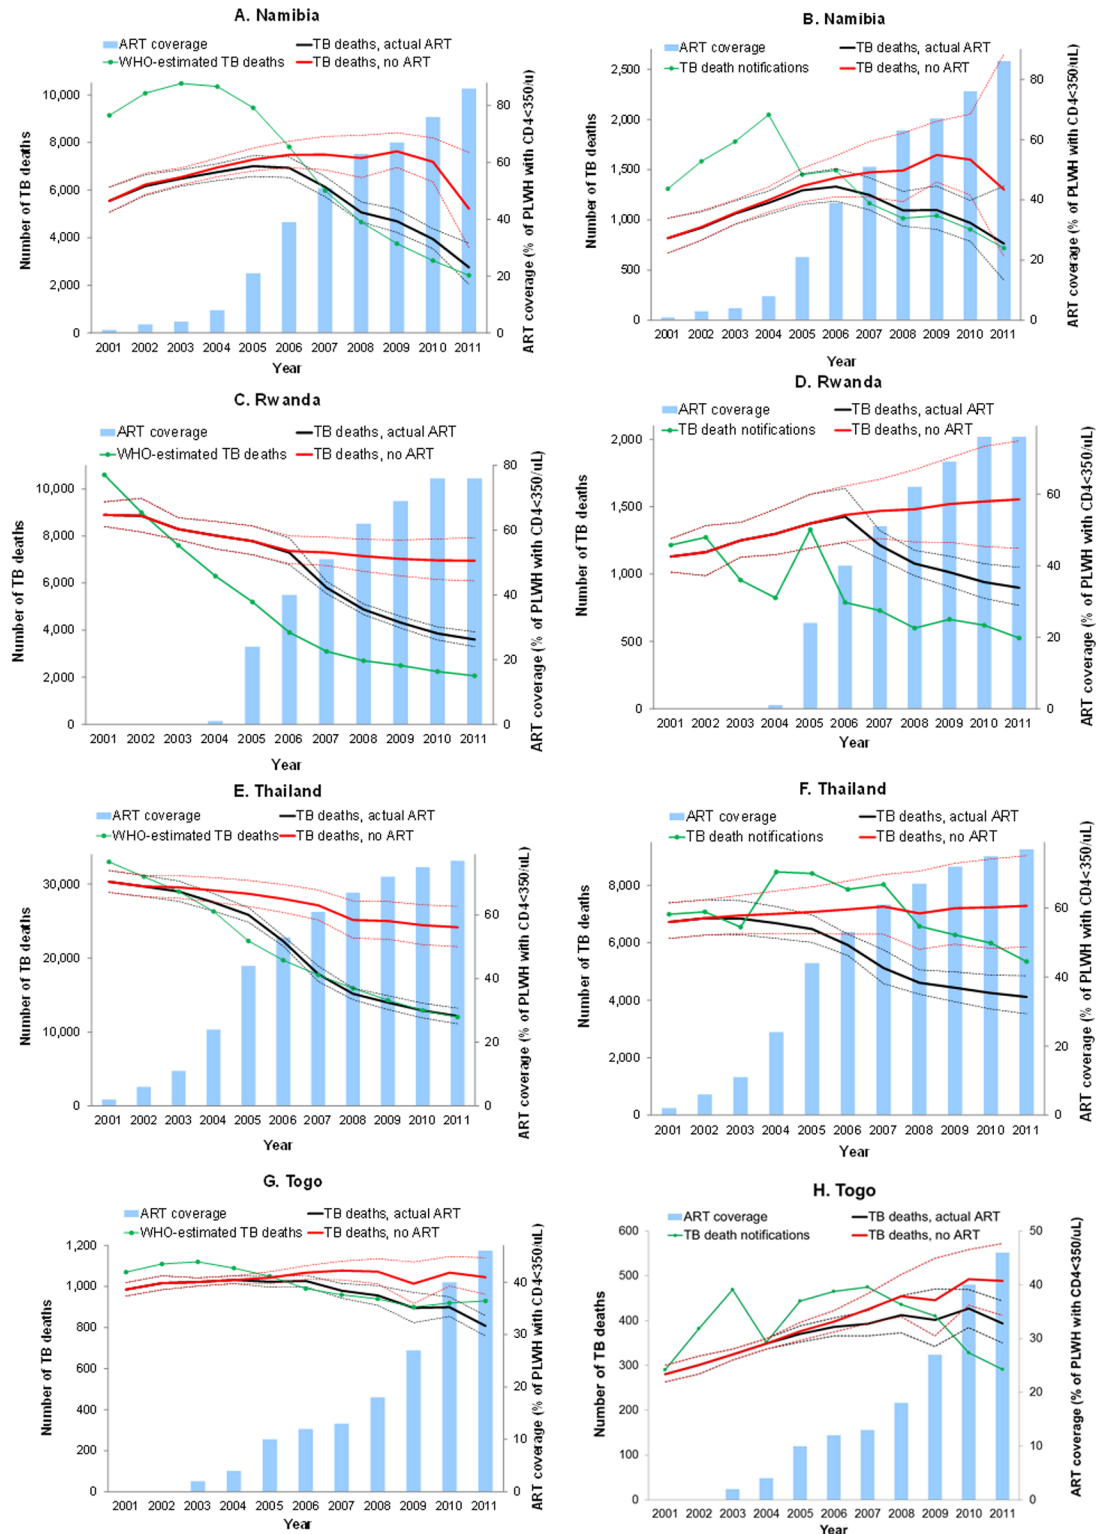 A. Namibia
ART coverage
TB deaths, actual ART
WHO-estimated TB deaths
TB deaths, no ART
Number of TB deaths
10,000
8,000
6,000
4,000
2,000
0
80
60
40
20
0
ART coverage (% of PLWH with CD4<350/u)
2001 2002 2003 2004 2005 2006 2007 2008 2009 2010 2011
Year
B. Namibia
ART coverage
TB deaths, actual ART
TB death notifications
TB deaths, no ART
Number of TB deaths
2,500
2,000
1,500
1,000
500
0
80
60
40
20
0
ART coverage (% of PLWH with CD4<350/uL)
2001 2002 2003 2004 2005 2006 2007 2008 2009 2010 2011
Year
C. Rwanda
ART coverage
TB deaths, actual ART
WHO-estimated TB deaths
TB deaths, no ART
Number of TB deaths
10,000
8,000
6,000
4,000
2,000
0
80
60
40
20
0
ART coverage (% of PLWH with CD4<350/uL)
2001 2002 2003 2004 2005 2006 2007 2008 2009 2010 2011
Year
D. Rwanda
ART coverage
TB deaths, actual ART
TB death notifications
TB deaths, no ART
Number of TB deaths
2,000
1,500
1,000
500
0
60
40
20
0
ART coverage (% of PLWH with CD4<350/uL)
2001 2002 2003 2004 2005 2006 2007 2008 2009 2010 2011
Year
E. Thailand
ART coverage
TB deaths, actual ART
WHO-estimated TB deaths
TB deaths, no ART
Number of TB deaths
30,000
20,000
10,000
0
60
40
20
0
ART coverage (% of PLWH with CD4<350/uL)
2001 2002 2003 2004 2005 2006 2007 2008 2009 2010 2011
Year
F. Thailand
ART coverage
TB deaths, actual ART
TB death notifications
TB deaths, no ART
Number of TB deaths
8,000
6,000
4,000
2,000
0
60
40
20
0
ART coverage (% of PLWH with CD4<350/uL)
2001 2002 2003 2004 2005 2006 2007 2008 2009 2010 2011
Year
G. Togo
ART coverage
TB deaths, actual ART
WHO-estimated TB deaths
TB deaths, no ART
Number of TB deaths
1,200
1,000
800
600
400
200
0
40
30
20
10
0
ART coverage (% of PLWH with CD4<350/uL)
2001 2002 2003 2004 2005 2006 2007 2008 2009 2010 2011
Year
H. Togo
ART coverage
TB deaths, actual ART
TB death notifications
TB deaths, no ART
Number of TB deaths
600
500
400
300
200
100
0
50
40
30
20
10
0
ART coverage (% of PLWH with CD4<350/uL)
2001 2002 2003 2004 2005 2006 2007 2008 2009 2010 2011
Year